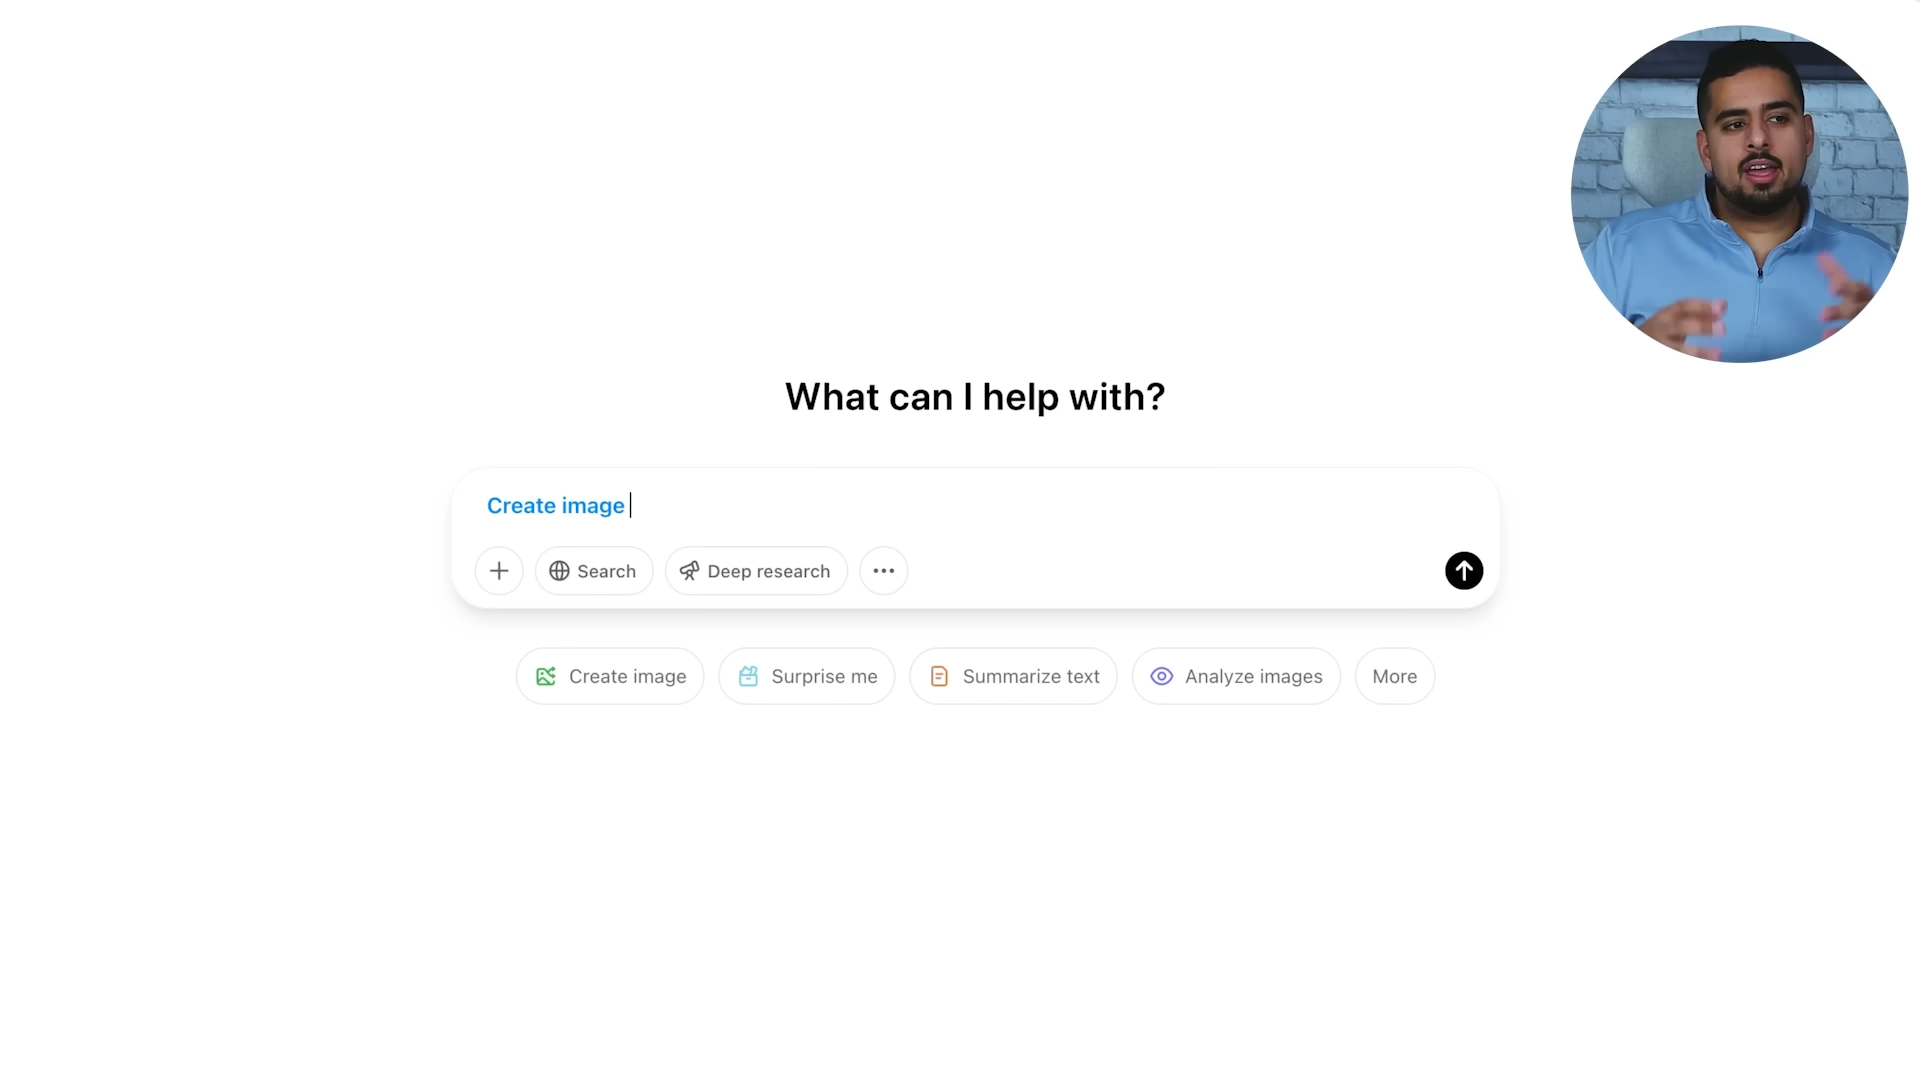 What can I help with?
Create image
Search Deep research
Create image Surprise me Summarize text Analyze images More